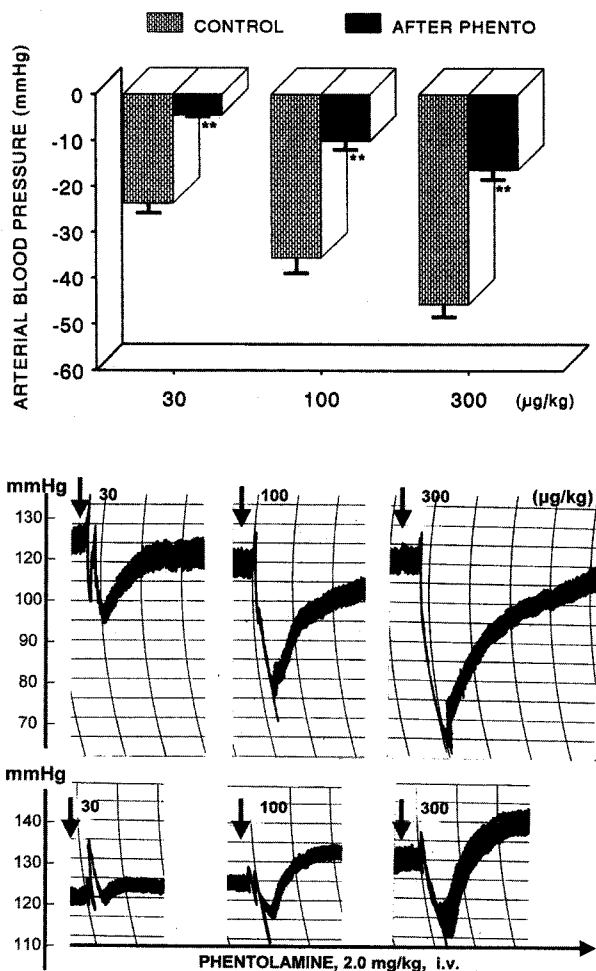 CONTROL AFTER PHENTO
ARTERIAL BLOOD PRESSURE (mmHg)
0
-10
-20
-30
-40
-50
-60
**
**
**
30 100 300 (µg/kg)
mmHg
30 100 300 (µg/kg)
130
120
100
90
80
70
mmHg
30 100 300
140
130
120
110
PHENTOLAMINE, 2.0 mg/kg, i.v.